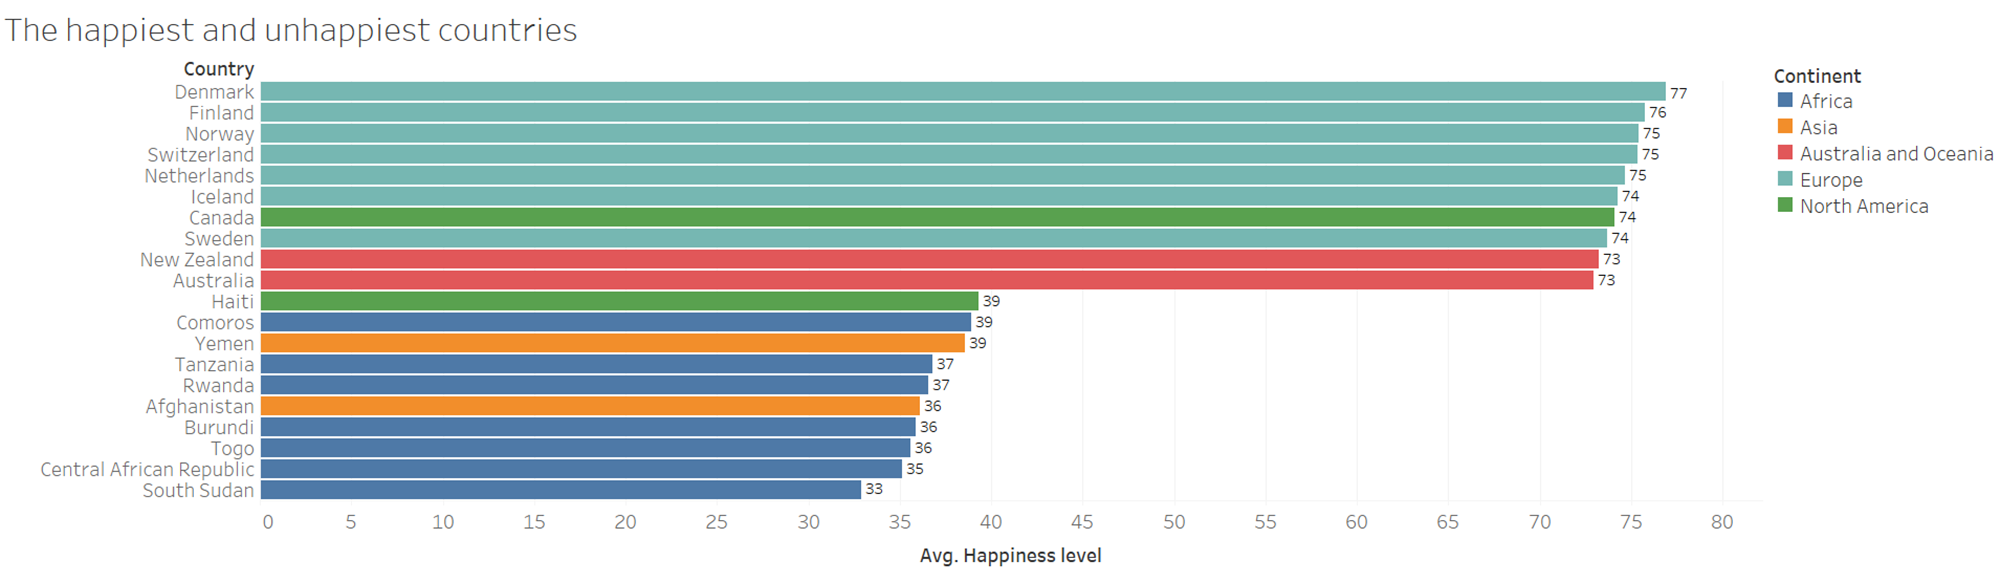 The happiest and unhappiest countries
Country
Denmark 77
Finland 76
Norway 75
Switzerland 75
Netherlands 75
Iceland 74
Canada 74
Sweden 74
New Zealand 73
Australia 73
Haiti 39
Comoros 39
Yemen 39
Tanzania 37
Rwanda 37
Afghanistan 36
Burundi 36
Togo 36
Central African Republic 35
South Sudan 33
0 5 10 15 20 25 30 35 40 45 50 55 60 65 70 75 80
Avg. Happiness level
Continent
Africa
Asia
Australia and Oceania
Europe
North America